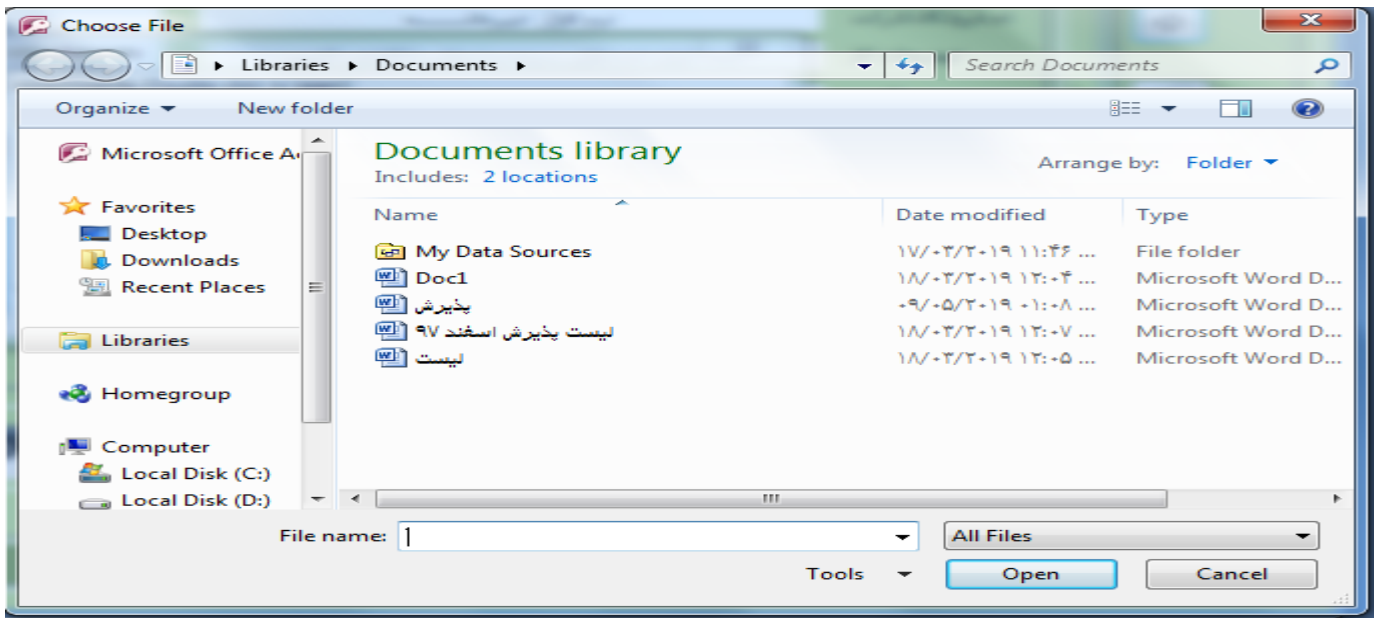 Choose File
Libraries Documents
Search Documents
Organize New folder
Microsoft Office A
Favorites
Desktop
Downloads
Recent Places
Libraries
Homegroup
Computer
Local Disk (C:)
Local Disk (D:)
Documents library
Includes: 2 locations
Arrange by: Folder
Name Date modified Type
My Data Sources ۱۷/۰۳/۲۰۱۹ ۱۱:۴۶ ... File folder
Doc1 ۱۸/۰۳/۲۰۱۹ ۱۲:۰۴ ... Microsoft Word D...
پذیرش ۰۹/۰۵/۲۰۱۹ ۰۱:۰۸ ... Microsoft Word D...
لیست پذیرش اسفند ۹۷ ۱۸/۰۳/۲۰۱۹ ۱۲:۰۷ ... Microsoft Word D...
لیست ۱۸/۰۳/۲۰۱۹ ۱۲:۰۵ ... Microsoft Word D...
File name:
All Files
Tools Open Cancel